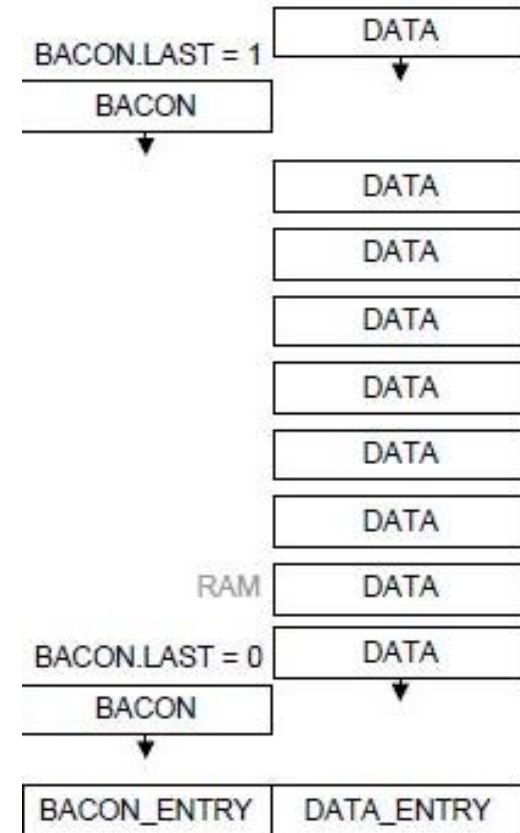 DATA
BACON.LAST = 1
BACON
DATA
DATA
DATA
DATA
DATA
DATA
RAM DATA
BACON.LAST = 0 DATA
BACON
BACON_ENTRY DATA_ENTRY